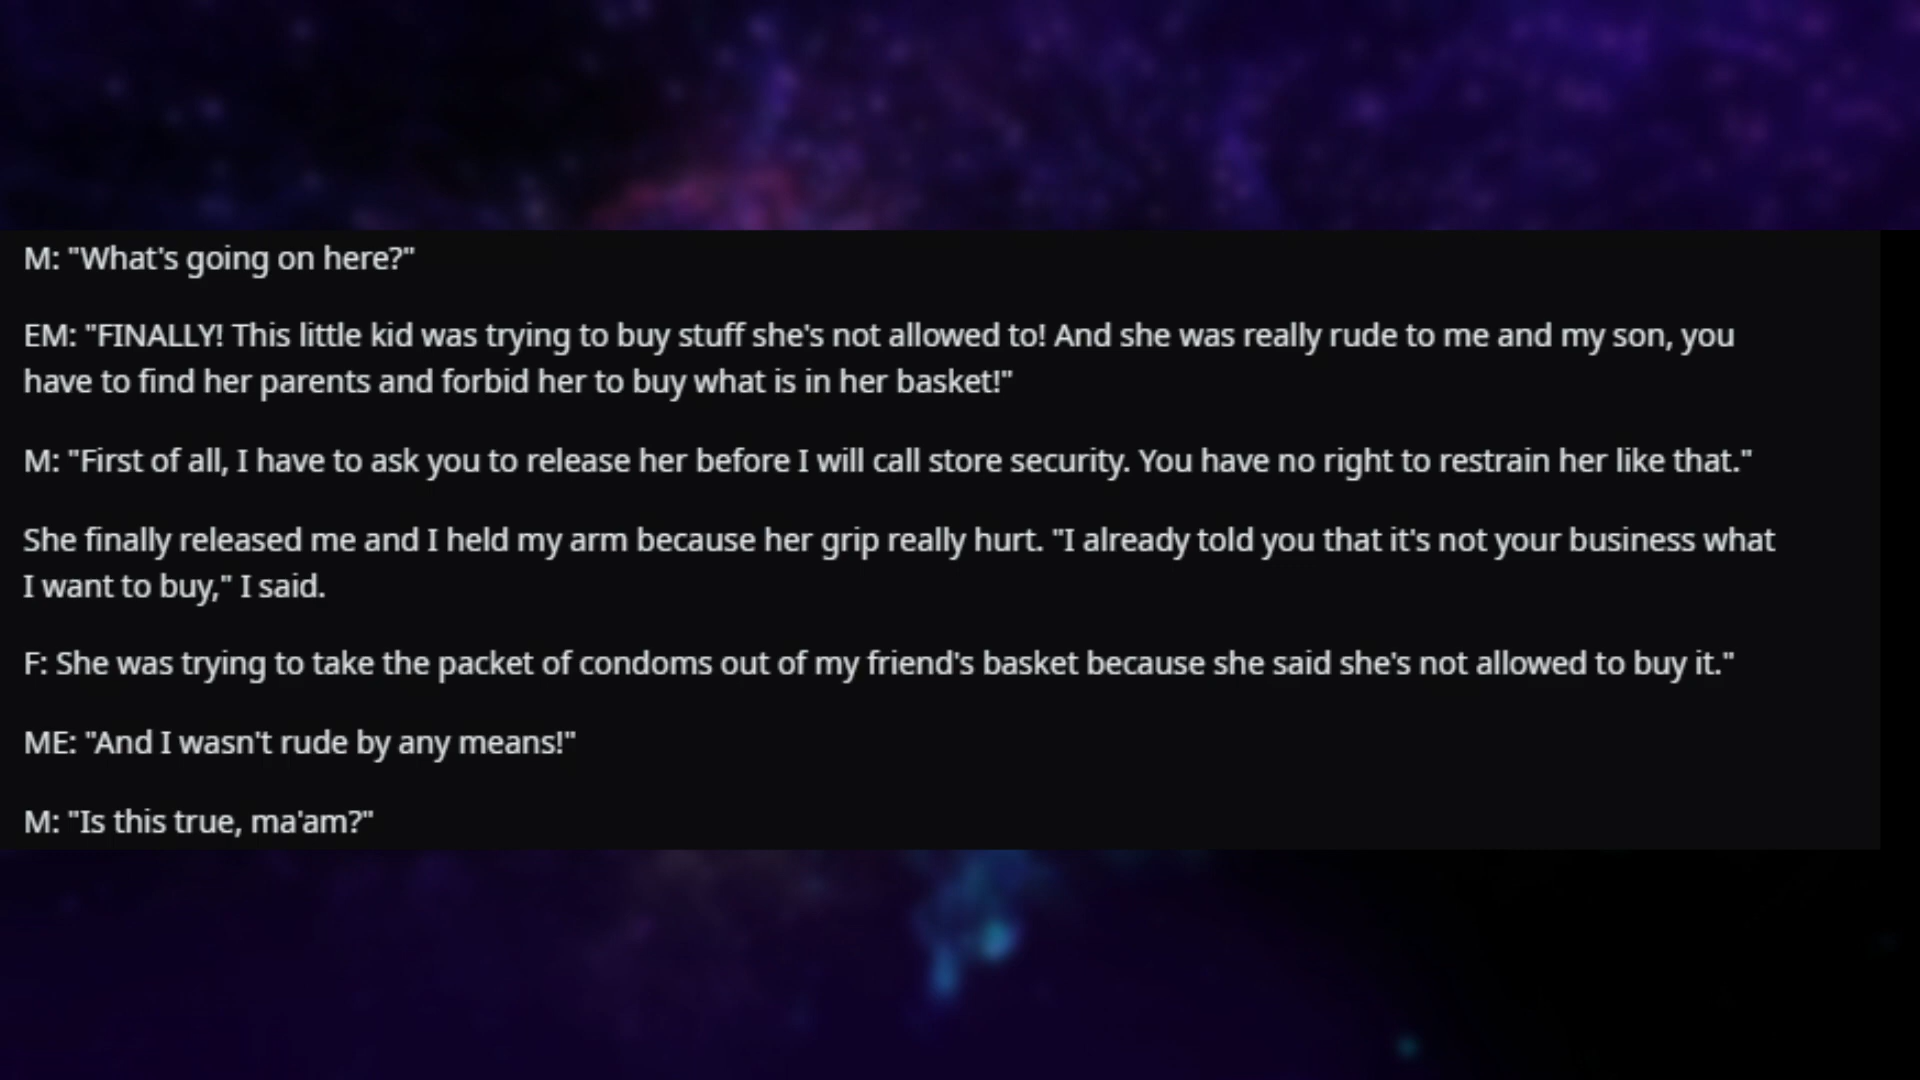 M: "What's going on here?"
EM: "FINALLY! This little kid was trying to buy stuff she's not allowed to! And she was really rude to me and my son, you
have to find her parents and forbid her to buy what is in her basket!"
M: "First of all, I have to ask you to release her before I will call store security. You have no right to restrain her like that."
She finally released me and I held my arm because her grip really hurt. "I already told you that it's not your business what
I want to buy," I said.
F: She was trying to take the packet of condoms out of my friend's basket because she said she's not allowed to buy it."
ME: "And I wasn't rude by any means!"
M: "Is this true, ma'am?"